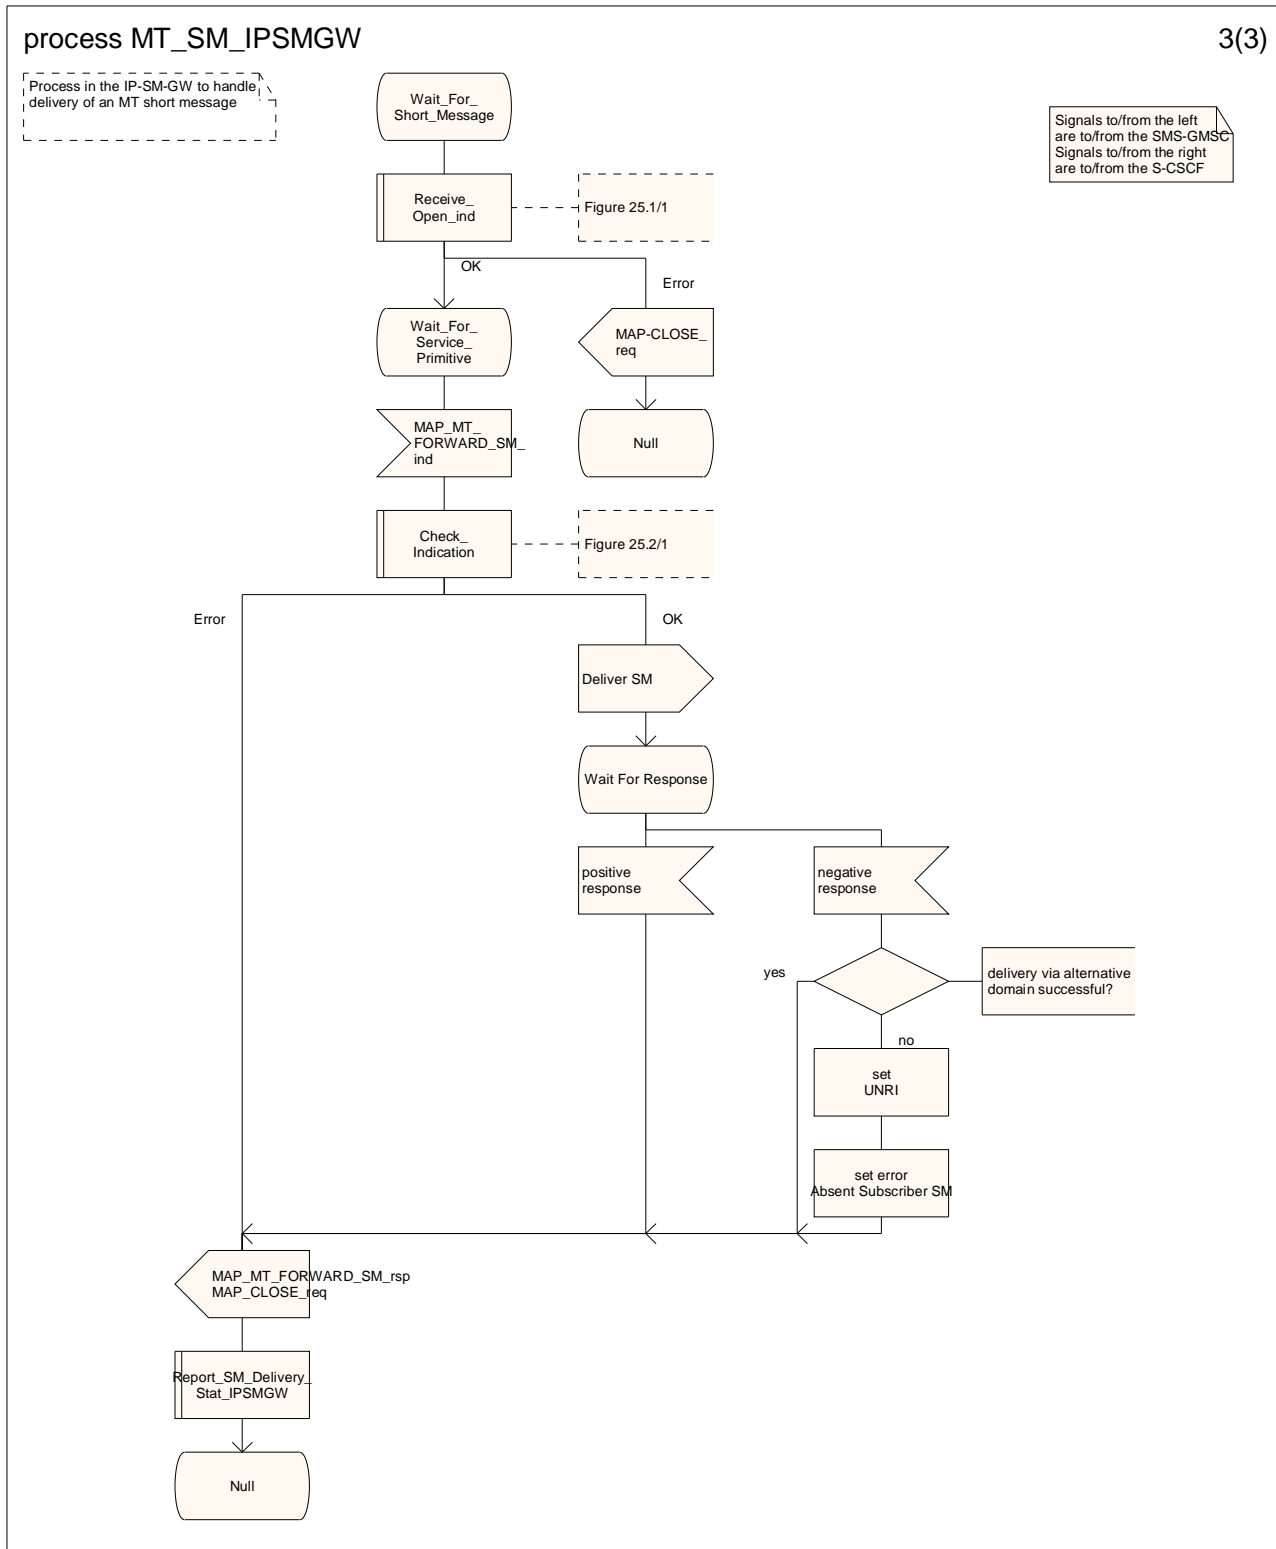 process MT_SM_IPSMGW
3(3)
Process in the IP-SM-GW to handle
delivery of an MT short message
Wait_For_
Short_Message
Signals to/from the left
are to/from the SMS-GMSC
Signals to/from the right
are to/from the S-CSCF
Receive_
Open_ind
Figure 25.1/1
OK
Error
Wait_For_
Service_
Primitive
MAP-CLOSE_
req
MAP_MT_
FORWARD_SM_
ind
Null
Check_
Indication
Figure 25.2/1
Error
OK
Deliver SM
Wait For Response
positive
response
negative
response
yes
delivery via alternative
domain successful?
no
set
UNRI
set error
Absent Subscriber SM
MAP_MT_FORWARD_SM_rsp
MAP_CLOSE_req
Report_SM_Delivery_
Stat_IPSMGW
Null